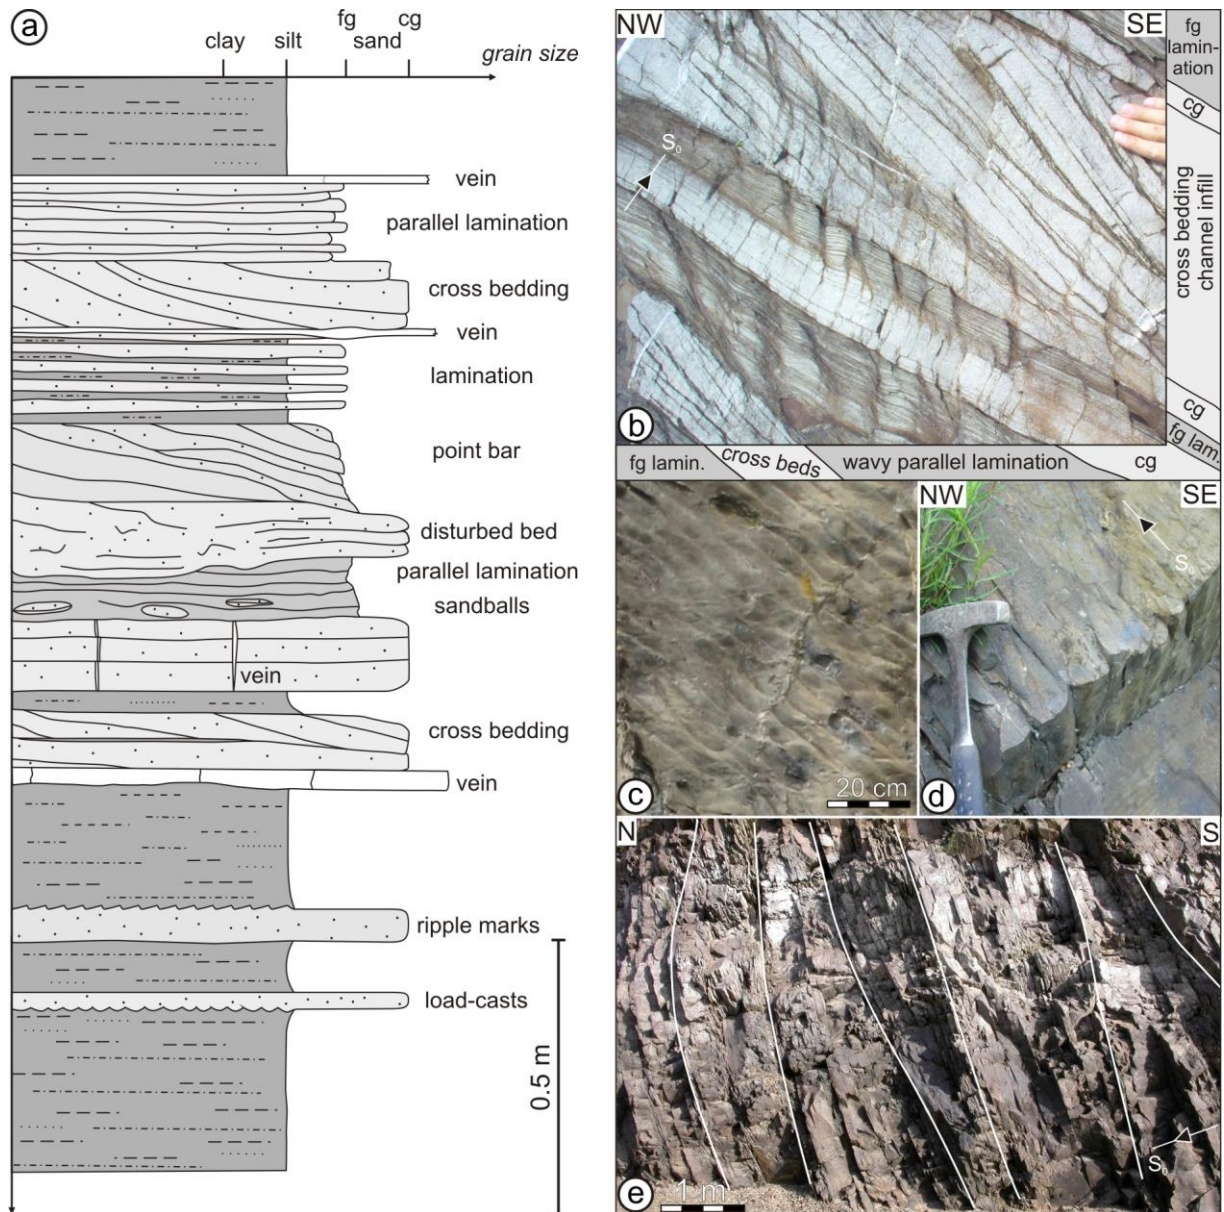 a
clay
silt
fg
sand
cg
grain size
vein
parallel lamination
cross bedding
vein
lamination
point bar
disturbed bed
parallel lamination
sandballs
vein
cross bedding
vein
ripple marks
load-casts
0.5 m
NW
SE
S0
b
fg
lamin-
ation
cg
cross bedding
channel infill
cg
fg lam.
fg lamin.
cross beds
wavy parallel lamination
cg
c
20 cm
NW
SE
S0
d
N
S
S0
e
1 m